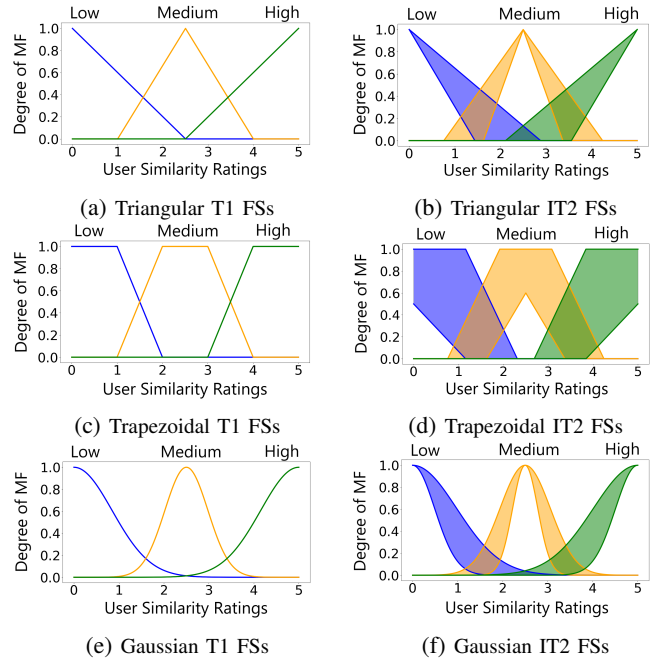 Low Medium High
Degree of MF
1.0
0.8
0.6
0.4
0.2
0.0
0 1 2 3 4 5
User Similarity Ratings
(a) Triangular T1 FSs
Low Medium High
Degree of MF
1.0
0.8
0.6
0.4
0.2
0.0
0 1 2 3 4 5
User Similarity Ratings
(b) Triangular IT2 FSs
Low Medium High
Degree of MF
1.0
0.8
0.6
0.4
0.2
0.0
0 1 2 3 4 5
User Similarity Ratings
(c) Trapezoidal T1 FSs
Low Medium High
Degree of MF
1.0
0.8
0.6
0.4
0.2
0.0
1 2 3 4 5
User Similarity Ratings
(d) Trapezoidal IT2 FSs
Low Medium High
Degree of MF
1.0
0.8
0.6
0.4
0.2
0.0
0 1 2 3 4 5
User Similarity Ratings
(e) Gaussian T1 FSs
Low Medium High
Degree of MF
1.0
0.8
0.6
0.4
0.2
0.0
0 1 2 3 4 5
User Similarity Ratings
(f) Gaussian IT2 FSs